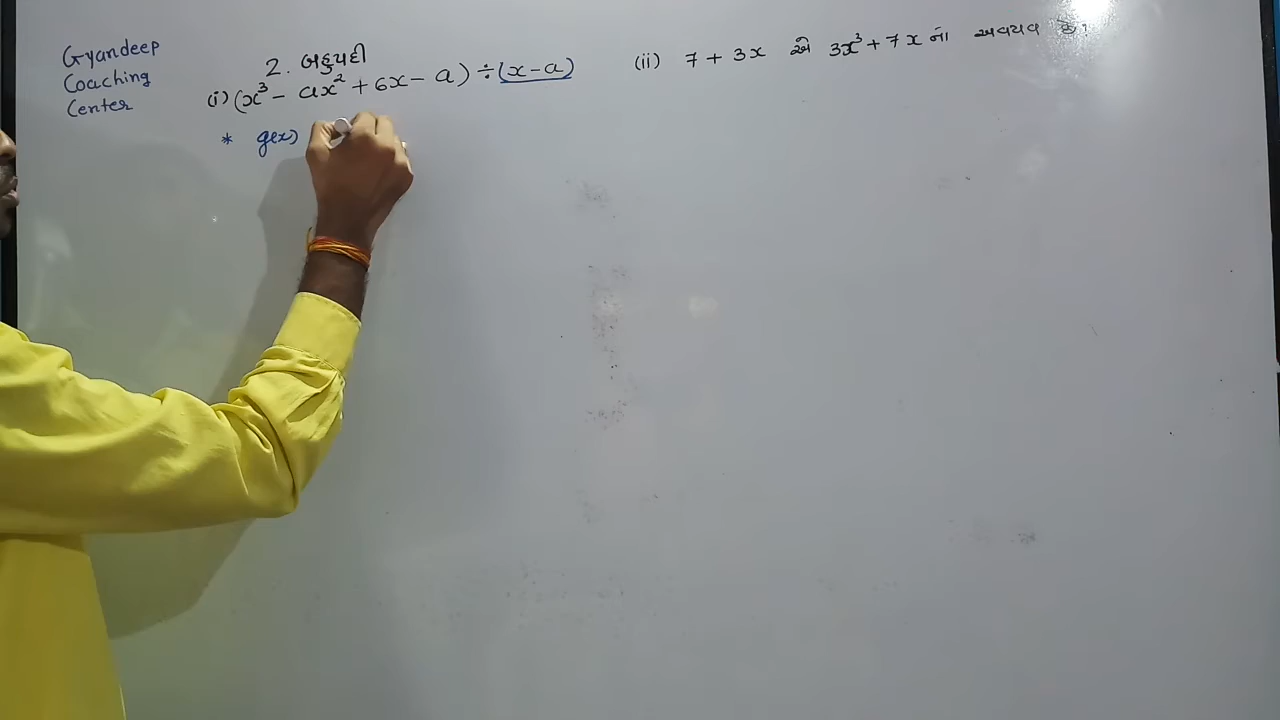 Gyandeep
Coaching
Center
2. બહુપદી
(i) (x³ - ax² + 6x - a) ÷ (x - a)
* g(x)
(ii) 7 + 3x એ 3x³ + 7x નાં અવયવ છે.